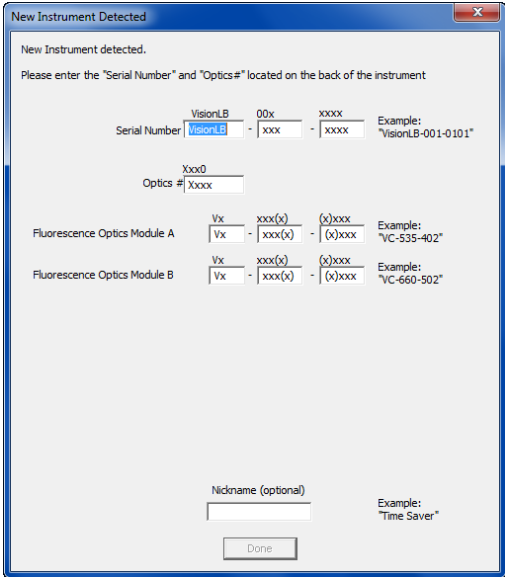 New Instrument Detected
New Instrument detected.
Please enter the "Serial Number" and "Optics#" located on the back of the instrument
VisionLB 00x xxxx
Serial Number VisionLB - xxx - xxxx
Example:
"VisionLB-001-0101"
Xxx0
Optics # Xxxx
Vx xxx(x) (x)xxx
Fluorescence Optics Module A Vx - xxx(x) - (x)xxx
Example:
"VC-535-402"
Vx xxx(x) (x)xxx
Fluorescence Optics Module B Vx - xxx(x) - (x)xxx
Example:
"VC-660-502"
Nickname (optional)
Example:
"Time Saver"
Done